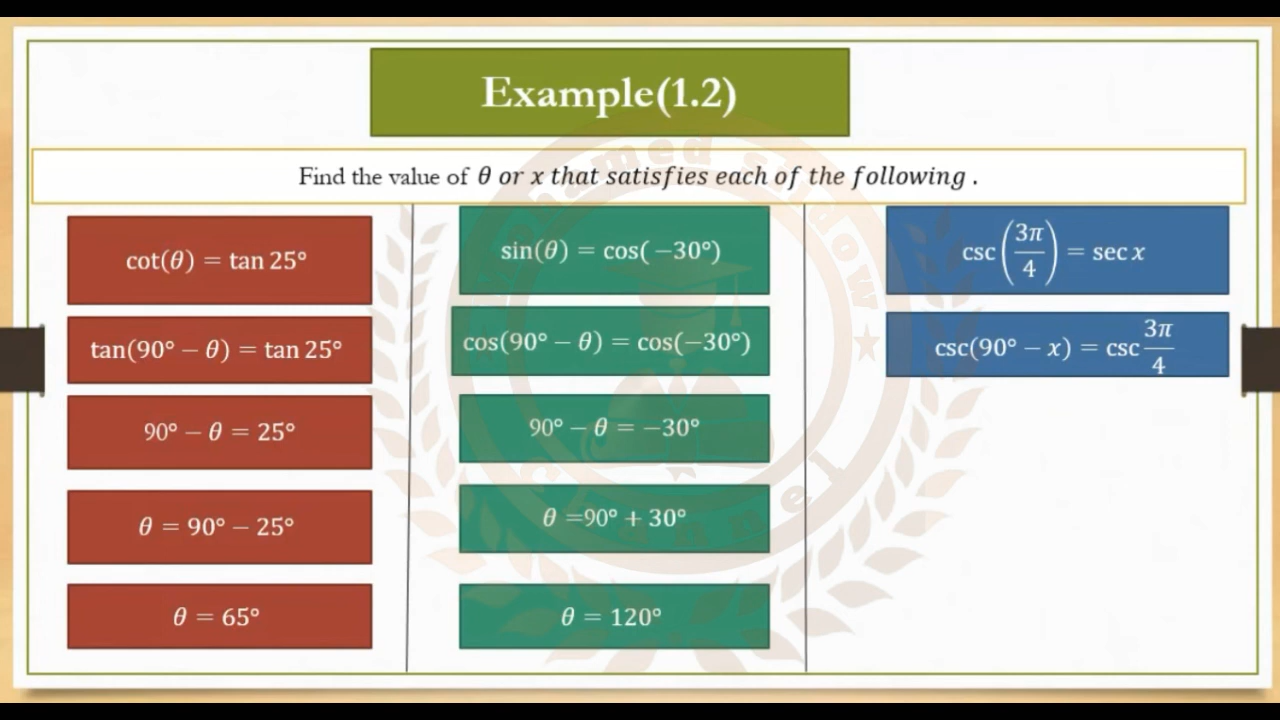 Example(1.2)
Find the value of θ or x that satisfies each of the following .
cot(θ) = tan 25°
tan(90° − θ) = tan 25°
90° − θ = 25°
θ = 90° − 25°
θ = 65°
sin(θ) = cos( −30°)
cos(90° − θ) = cos(−30°)
90° − θ = −30°
θ =90° + 30°
θ = 120°
csc(3π/4) = sec x
csc(90° − x) = csc 3π/4